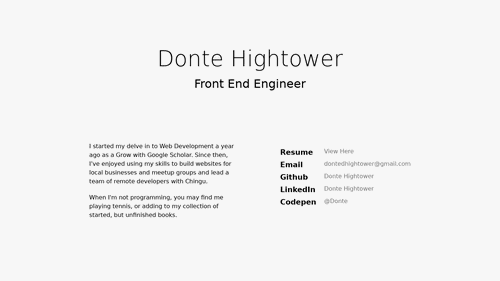 Donte Hightower
Front End Engineer
I started my delve in to Web Development a year
ago as a Grow with Google Scholar. Since then,
I've enjoyed using my skills to build websites for
local businesses and meetup groups and lead a
team of remote developers with Chingu.
When I'm not programming, you may find me
playing tennis, or adding to my collection of
started, but unfinished books.
Resume View Here
Email dontedhightower@gmail.com
Github Donte Hightower
LinkedIn Donte Hightower
Codepen @Donte